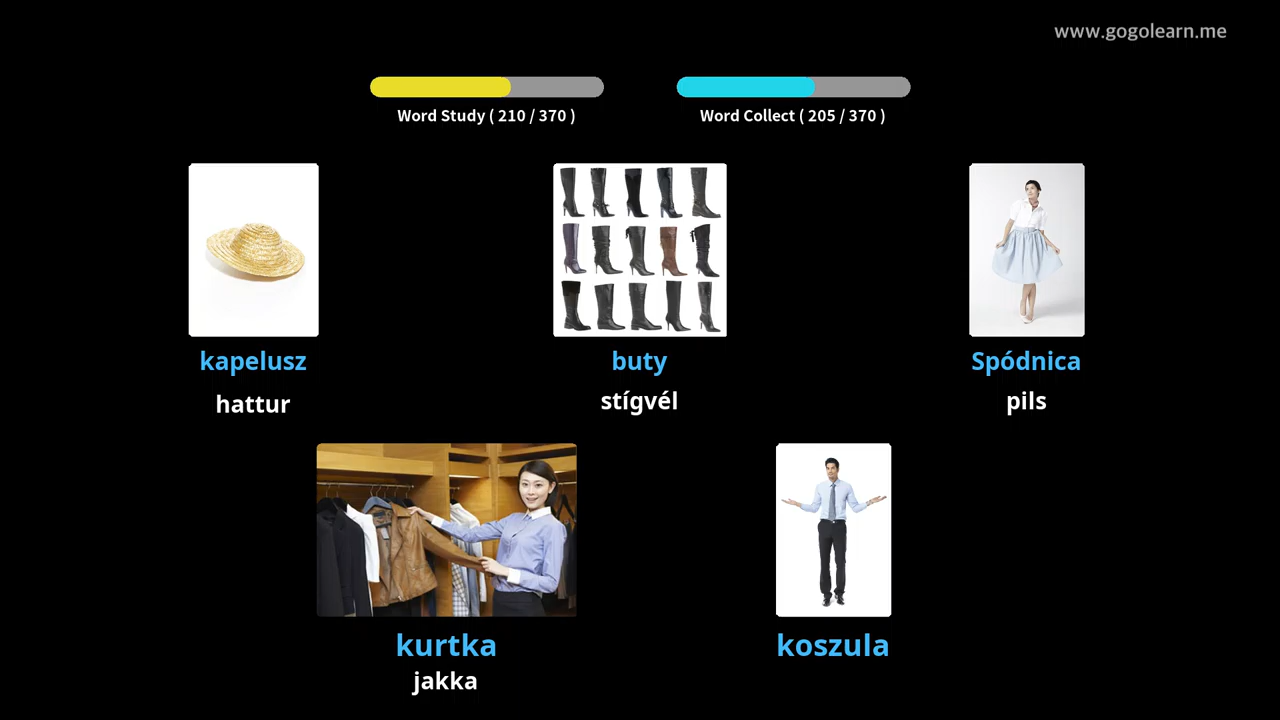 www.gogolearn.me
Word Study ( 210 / 370 )
Word Collect ( 205 / 370 )
kapelusz
buty
Spódnica
hattur
stígvél
pils
kurtka
koszula
jakka